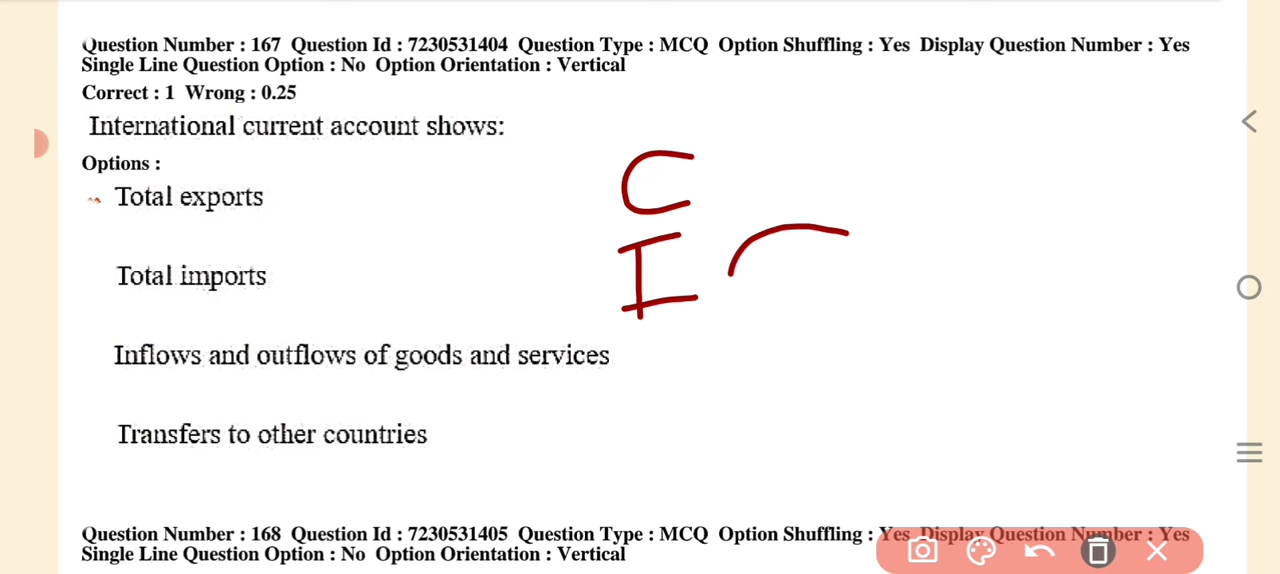 Question Number : 167 Question Id : 7230531404 Question Type : MCQ Option Shuffling : Yes Display Question Number : Yes
Single Line Question Option : No Option Orientation : Vertical
Correct : 1 Wrong : 0.25
International current account shows:
Options :
Total exports
C
I
Total imports
Inflows and outflows of goods and services
Transfers to other countries
Question Number : 168 Question Id : 7230531405 Question Type : MCQ Option Shuffling : Yes Display Question Number : Yes
Single Line Question Option : No Option Orientation : Vertical